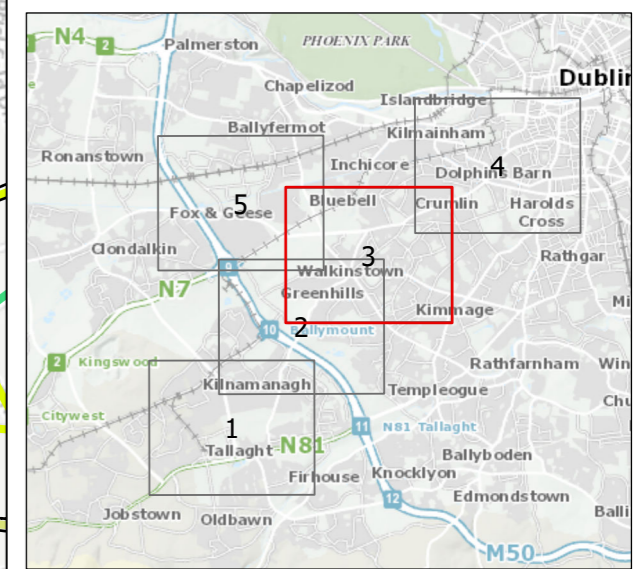 N4
2
Palmerston
PHOENIX PARK
Chapelizod
Dublin
Islandbridge
Ballyfermot
Kilmainham
Ronanstown
Inchicore
4
Dolphins Barn
5
Bluebell
Crumlin
Harolds
Cross
Fox & Geese
Clondalkin
3
Rathgar
9
Walkinstown
N7
Greenhills
Kimmage
2
10
Ballymount
2
Kingswood
Rathfarnham
Kilnamanagh
Templeogue
Citywest
1
11
N81 Tallaght
Tallaght
N81
Ballyboden
Firhouse
Knocklyon
12
Edmondstown
Jobstown
Oldbawn
M50